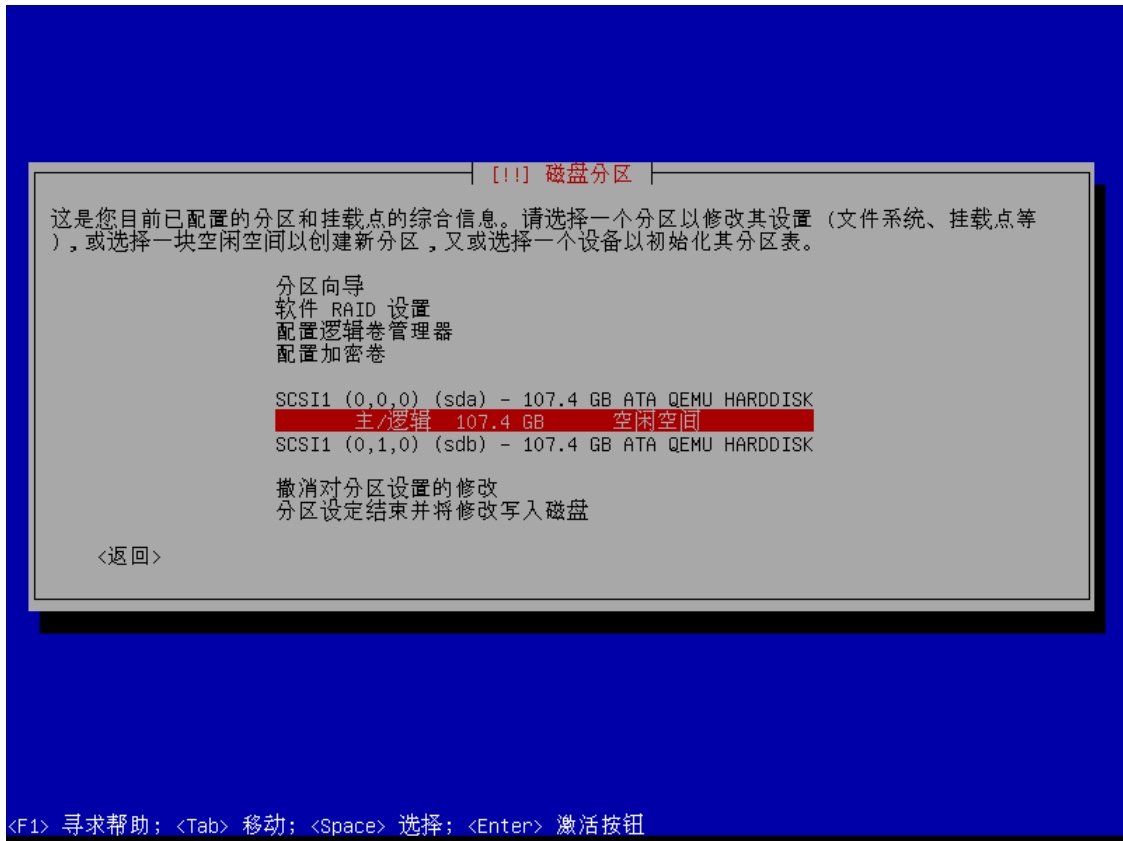 [!!] 磁盘分区
这是您目前已配置的分区和挂载点的综合信息。请选择一个分区以修改其设置 (文件系统、挂载点等
),或选择一块空闲空间以创建新分区,又或选择一个设备以初始化其分区表。
分区向导
软件 RAID 设置
配置逻辑卷管理器
配置加密卷
SCSI1 (0,0,0) (sda) - 107.4 GB ATA QEMU HARDDISK
主/逻辑 107.4 GB 空闲空间
SCSI1 (0,1,0) (sdb) - 107.4 GB ATA QEMU HARDDISK
撤消对分区设置的修改
分区设定结束并将修改写入磁盘
<返回>
<F1> 寻求帮助; <Tab> 移动; <Space> 选择; <Enter> 激活按钮